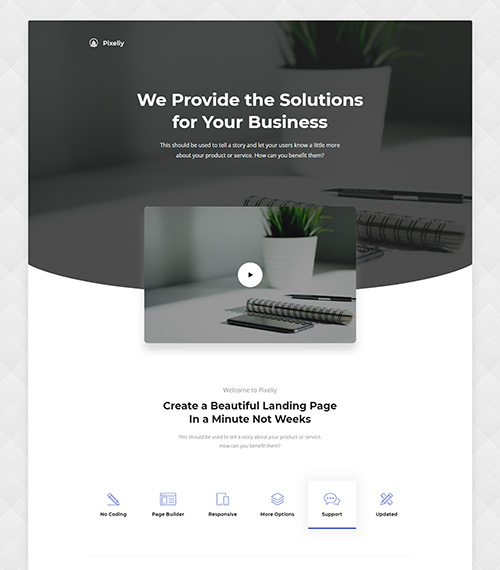 Pixeliy
We Provide the Solutions
for Your Business
This should be used to tell a story and let your users know a little more
about your product or service. How can you benefit them?
Welcome to Pixeliy
Create a Beautiful Landing Page
In a Minute Not Weeks
This should be used to tell a story about your product or service.
How can you benefit them?
No Coding
Page Builder
Responsive
More Options
Support
Updated